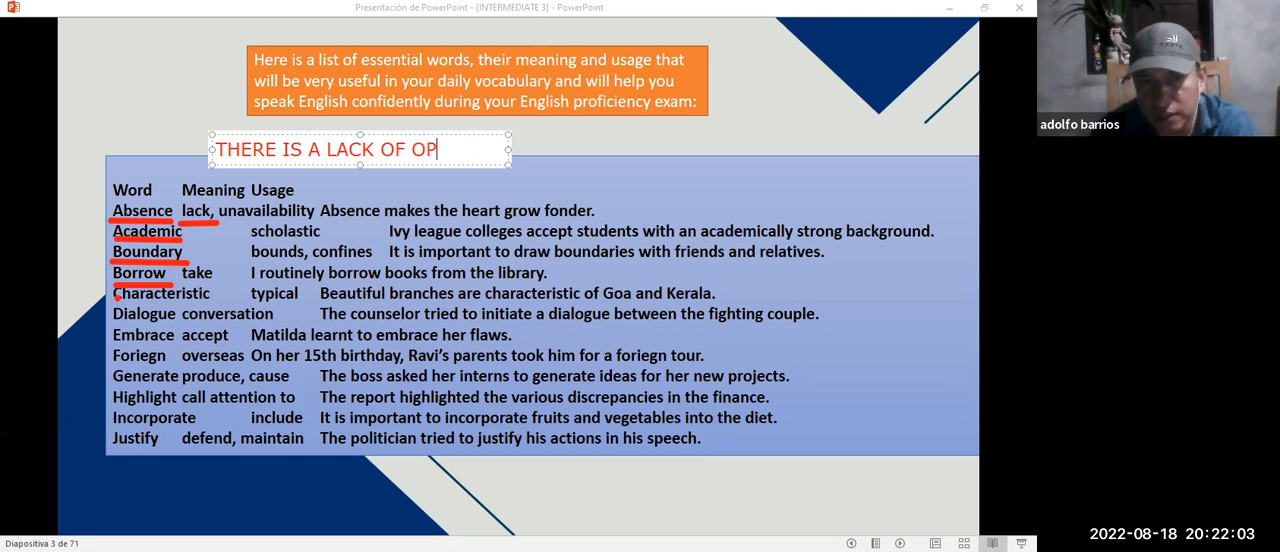 Presentación de PowerPoint - [INTERMEDIATE 3] - PowerPoint
Here is a list of essential words, their meaning and usage that
will be very useful in your daily vocabulary and will help you
speak English confidently during your English proficiency exam:
adolfo barrios
THERE IS A LACK OF OP
Word Meaning Usage
Absence lack, unavailability Absence makes the heart grow fonder.
Academic scholastic Ivy league colleges accept students with an academically strong background.
Boundary bounds, confines It is important to draw boundaries with friends and relatives.
Borrow take I routinely borrow books from the library.
Characteristic typical Beautiful branches are characteristic of Goa and Kerala.
Dialogue conversation The counselor tried to initiate a dialogue between the fighting couple.
Embrace accept Matilda learnt to embrace her flaws.
Foriegn overseas On her 15th birthday, Ravi’s parents took him for a foriegn tour.
Generate produce, cause The boss asked her interns to generate ideas for her new projects.
Highlight call attention to The report highlighted the various discrepancies in the finance.
Incorporate include It is important to incorporate fruits and vegetables into the diet.
Justify defend, maintain The politician tried to justify his actions in his speech.
Diapositiva 3 de 71
2022-08-18 20:22:03